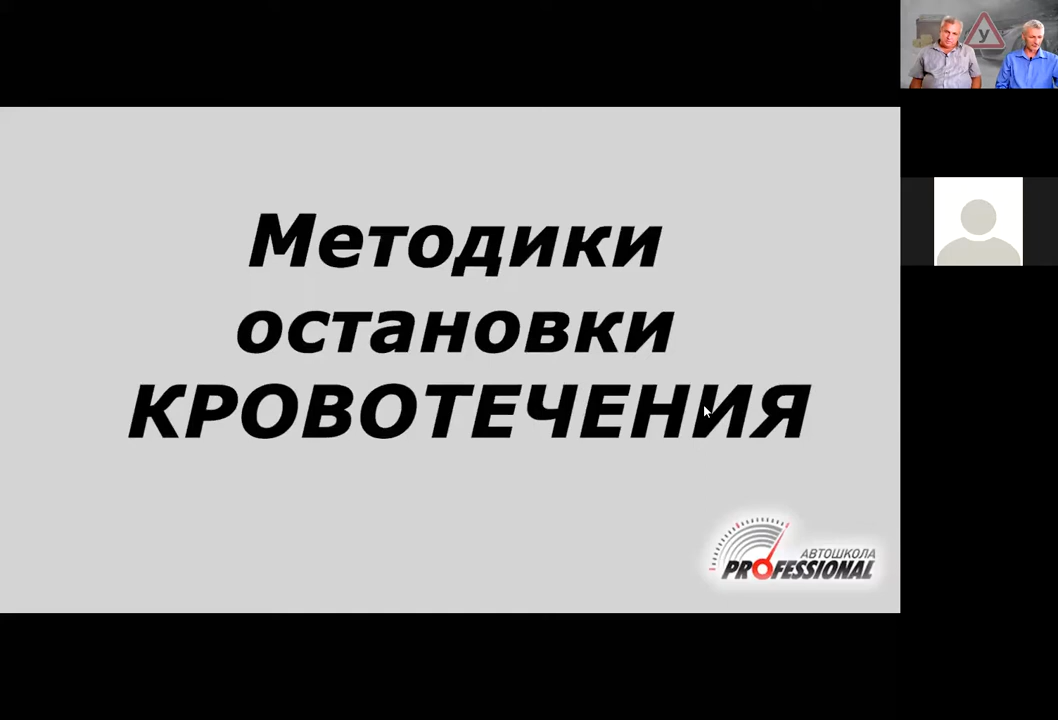 У
Методики
остановки
КРОВОТЕЧЕНИЯ
АВТОШКОЛА
PROFESSIONAL